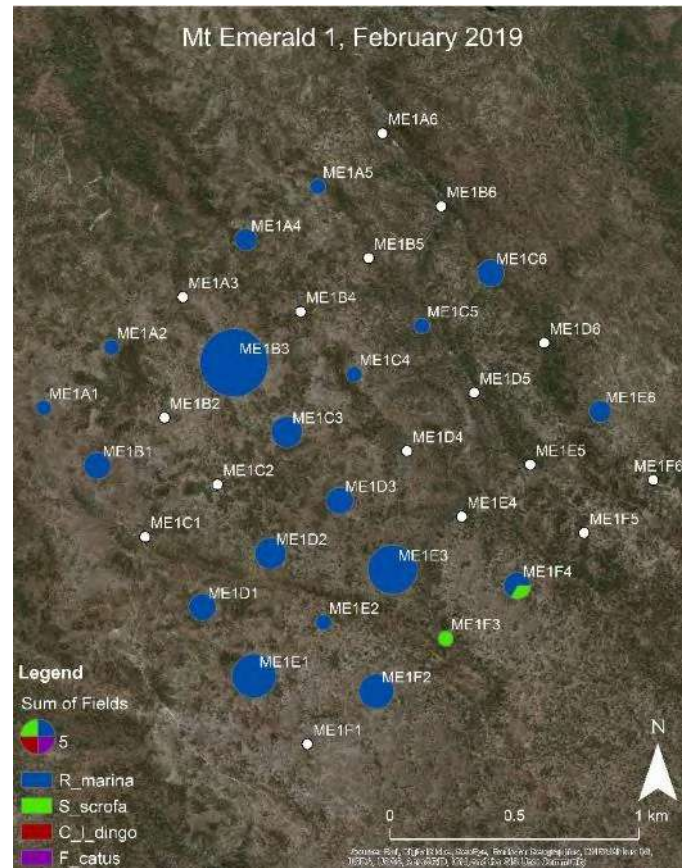 Mt Emerald 1, February 2019
ME1A6
ME1A5
ME1B6
ME1A4
ME1B5
ME1C6
ME1A3
ME1B4
ME1C5
ME1A2
ME1B3
ME1D6
ME1C4
ME1A1
ME1B2
ME1D5
ME1E6
ME1C3
ME1B1
ME1D4
ME1E5
ME1C2
ME1F6
ME1D3
ME1E4
ME1C1
ME1F5
ME1D2
ME1E3
ME1F4
ME1D1
ME1E2
ME1F3
ME1E1
ME1F2
ME1F1
Legend
Sum of Fields
5
R_marina
S_scrofa
C_l_dingo
F_catus
N
0 0.5 1 km